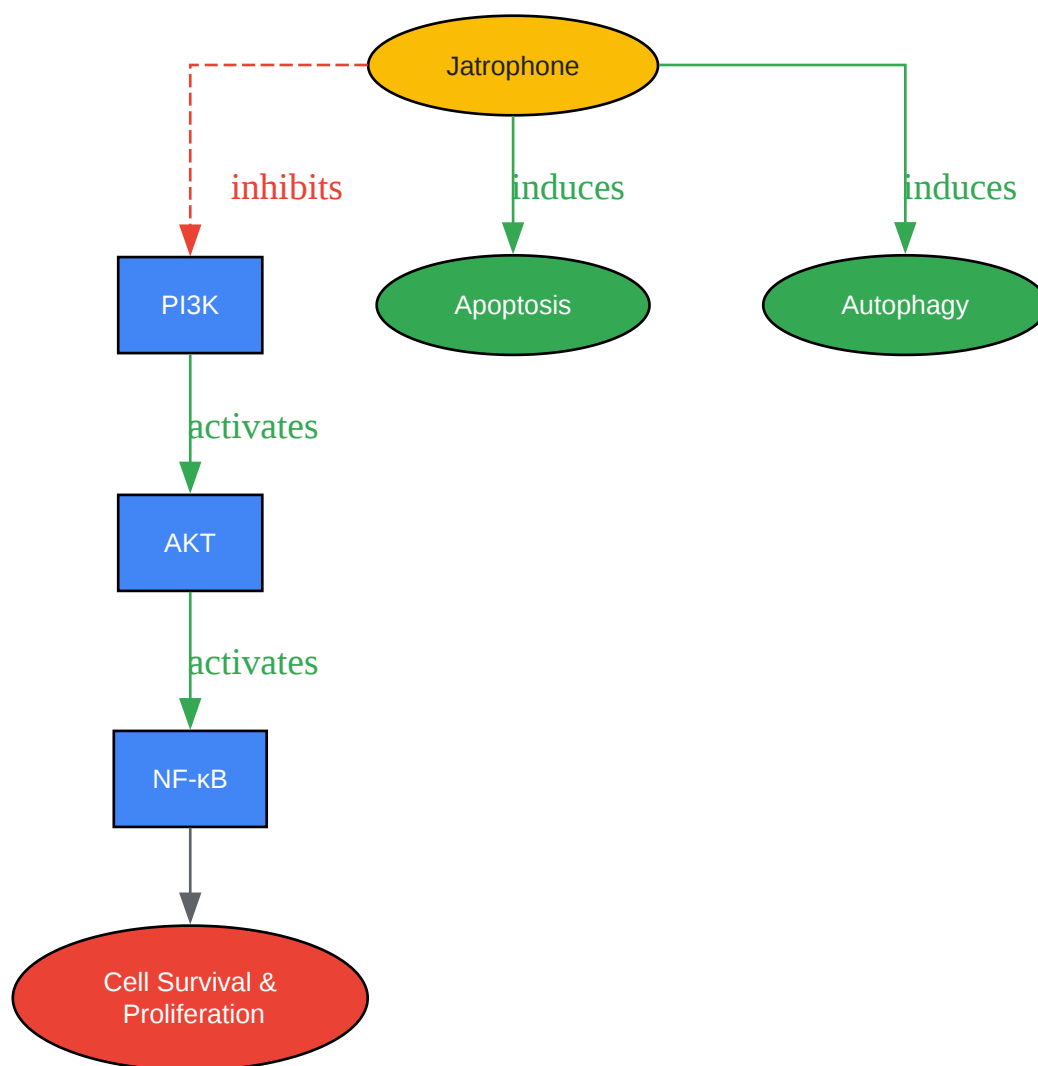 Jatrophone
inhibits
induces
induces
PI3K
Apoptosis
Autophagy
activates
AKT
activates
NF-κB
Cell Survival &
Proliferation